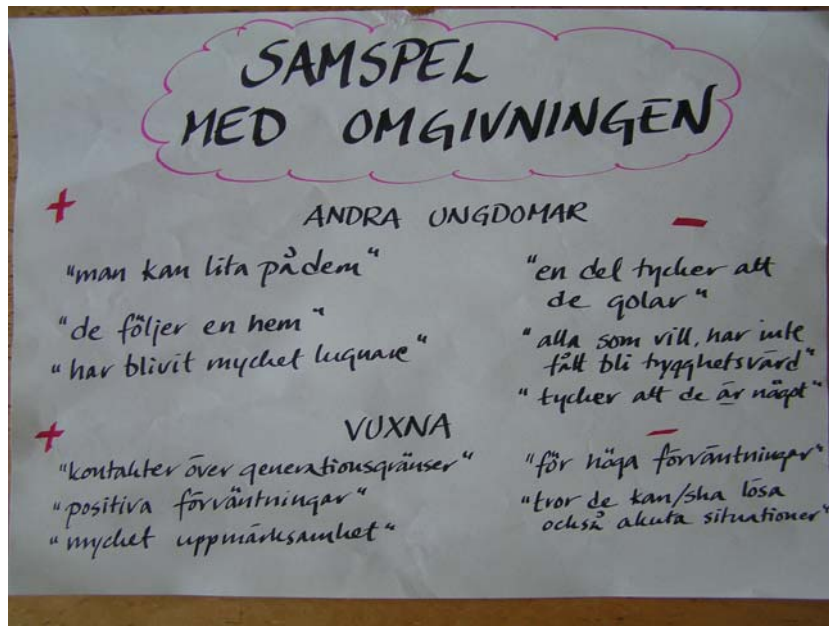 SAMSPEL
MED OMGIVNINGEN
+
ANDRA UNGDOMAR
-
"man kan lita på dem"
"de följer en hem"
"har blivit mycket lugnare"
"en del tycker att
de golar"
"alla som vill, har inte
fått bli trygghetsvärd"
"tycker att de är något"
+
VUXNA
-
"kontakter över generationsgränser"
"positiva förväntningar"
"mycket uppmärksamhet"
"för höga förväntningar"
"tror de kan/ska lösa
också akuta situationer"